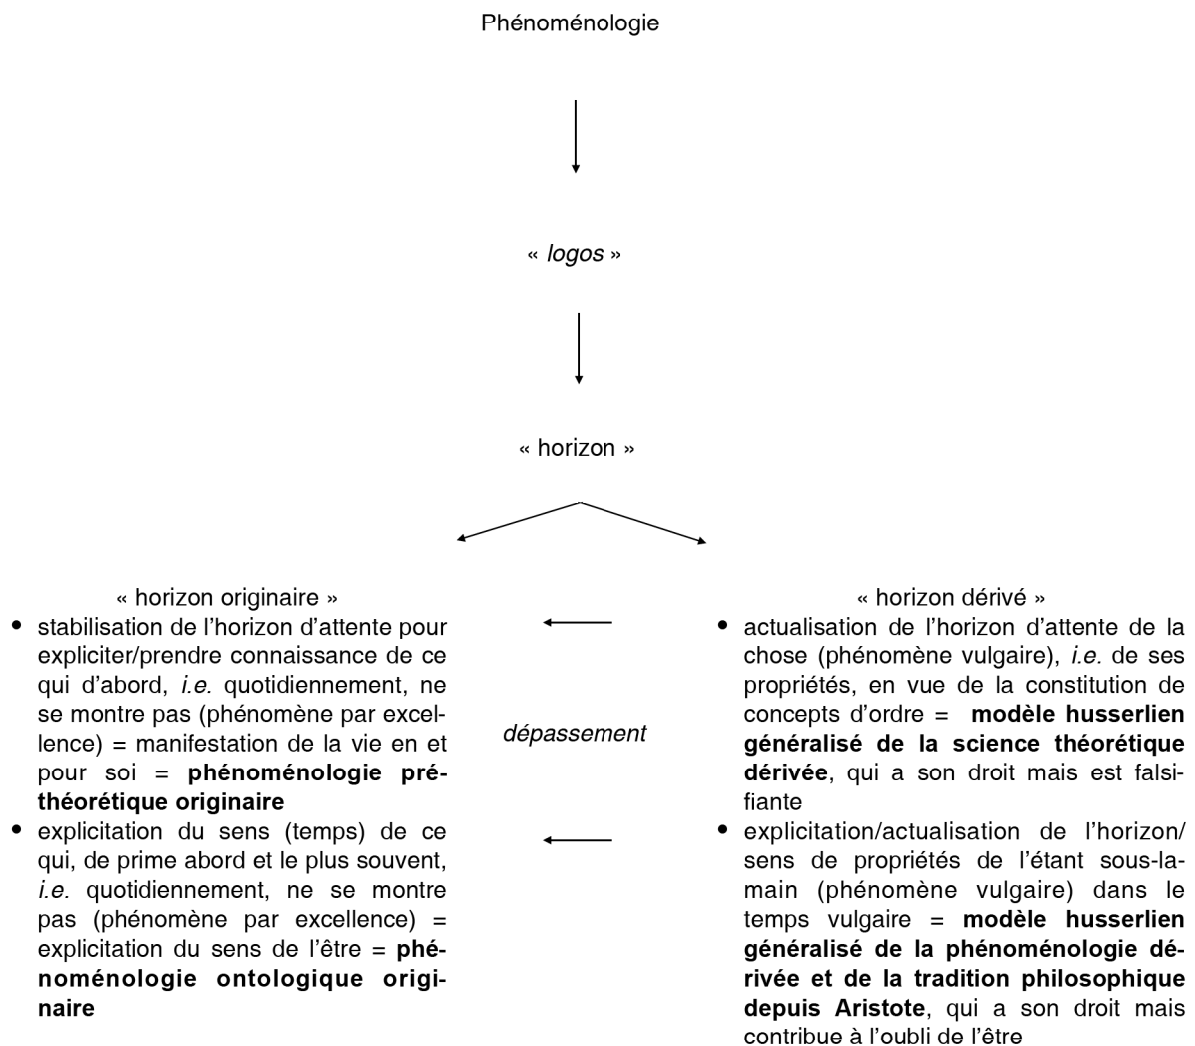 Phénoménologie
« logos »
« horizon »
« horizon originaire »
• stabilisation de l'horizon d'attente pour
expliciter/prendre connaissance de ce
qui d'abord, i.e. quotidiennement, ne
se montre pas (phénomène par excel-
lence) = manifestation de la vie en et
pour soi = phénoménologie pré-
théorétique originaire
• explicitation du sens (temps) de ce
qui, de prime abord et le plus souvent,
i.e. quotidiennement, ne se montre
pas (phénomène par excellence) =
explicitation du sens de l'être = phé-
noménologie ontologique origi-
naire
dépassement
« horizon dérivé »
• actualisation de l'horizon d'attente de la
chose (phénomène vulgaire), i.e. de ses
propriétés, en vue de la constitution de
concepts d'ordre = modèle husserlien
généralisé de la science théorétique
dérivée, qui a son droit mais est falsi-
fiante
• explicitation/actualisation de l'horizon/
sens de propriétés de l'étant sous-la-
main (phénomène vulgaire) dans le
temps vulgaire = modèle husserlien
généralisé de la phénoménologie dé-
rivée et de la tradition philosophique
depuis Aristote, qui a son droit mais
contribue à l'oubli de l'être